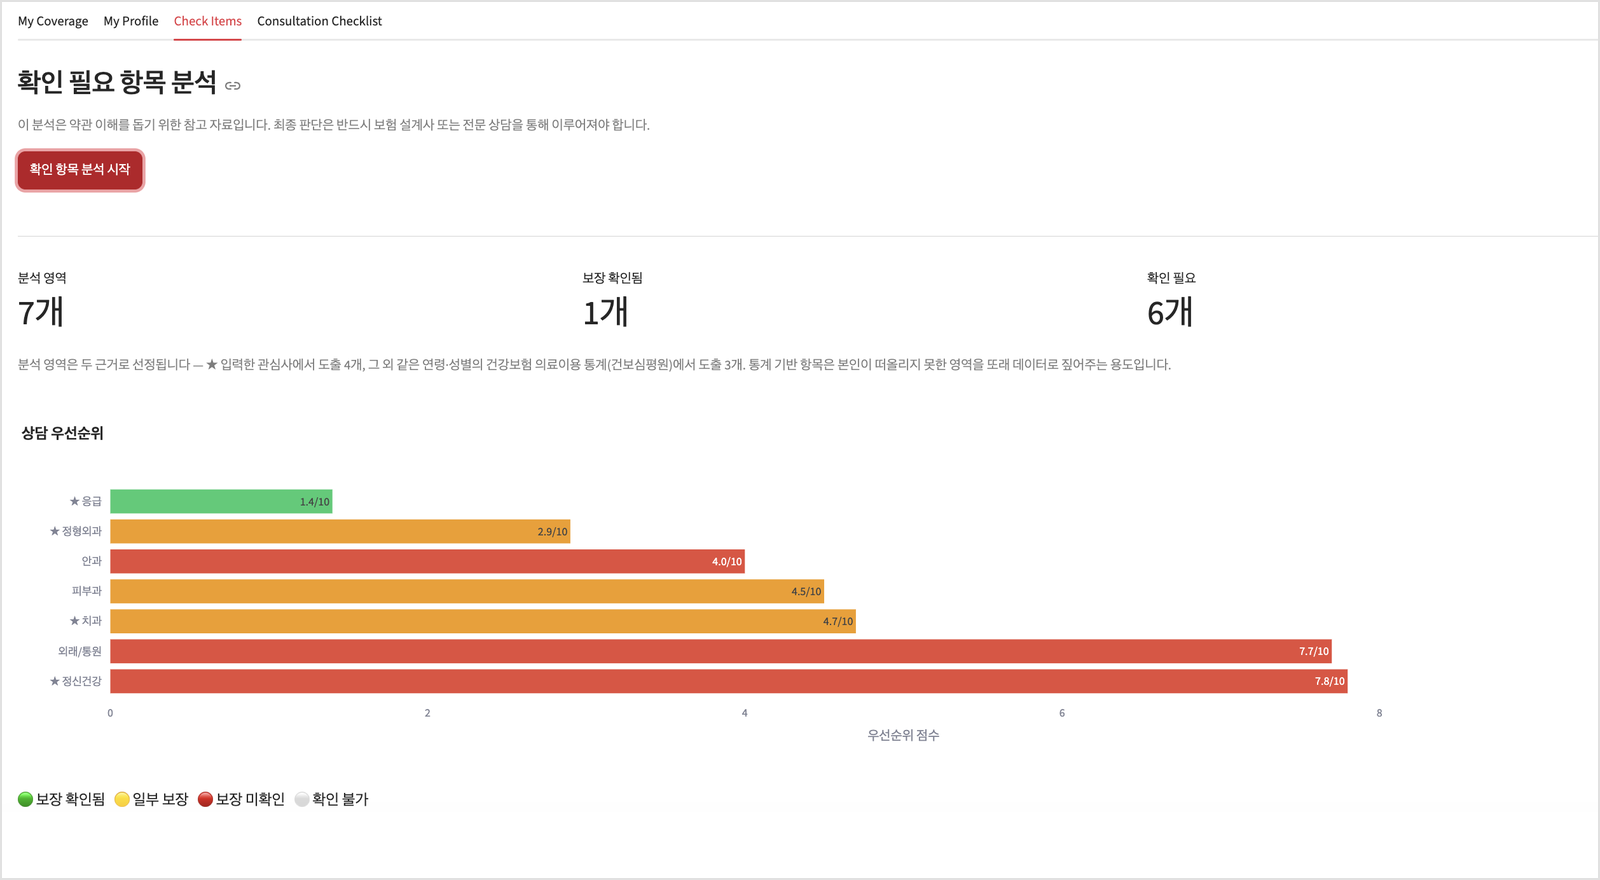 My Coverage My Profile Check Items Consultation Checklist
확인 필요 항목 분석
이 분석은 약관 이해를 돕기 위한 참고 자료입니다. 최종 판단은 반드시 보험 설계사 또는 전문 상담을 통해 이루어져야 합니다.
확인 항목 분석 시작
분석 영역 보장 확인됨 확인 필요
7개 1개 6개
분석 영역은 두 근거로 선정됩니다 — ★ 입력한 관심사에서 도출 4개, 그 외 같은 연령·성별의 건강보험 의료이용 통계(건보심평원)에서 도출 3개. 통계 기반 항목은 본인이 떠올리지 못한 영역을 또래 데이터로 짚어주는 용도입니다.
상담 우선순위
★ 응급 1.4/10
★ 정형외과 2.9/10
안과 4.0/10
피부과 4.5/10
★ 치과 4.7/10
외래/통원 7.7/10
★ 정신건강 7.8/10
0 2 4 6 8
우선순위 점수
보장 확인됨 일부 보장 보장 미확인 확인 불가